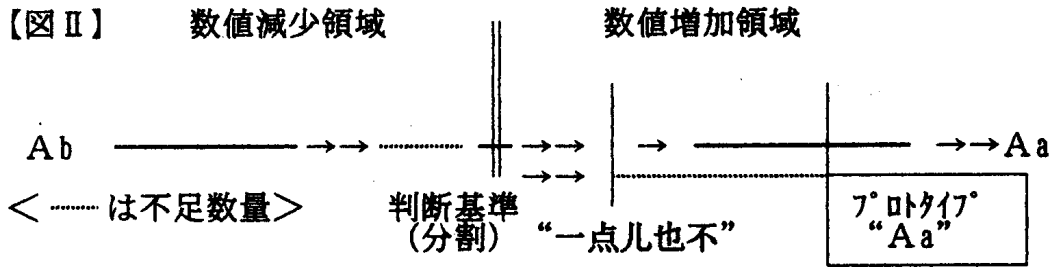 【図Ⅱ】 数値減少領域 数値増加領域
Ab →→ →→ → →→Aa
→→
<……は不足数量> 判断基準 プロトタイプ
(分割) “一点儿也不” “Aa”